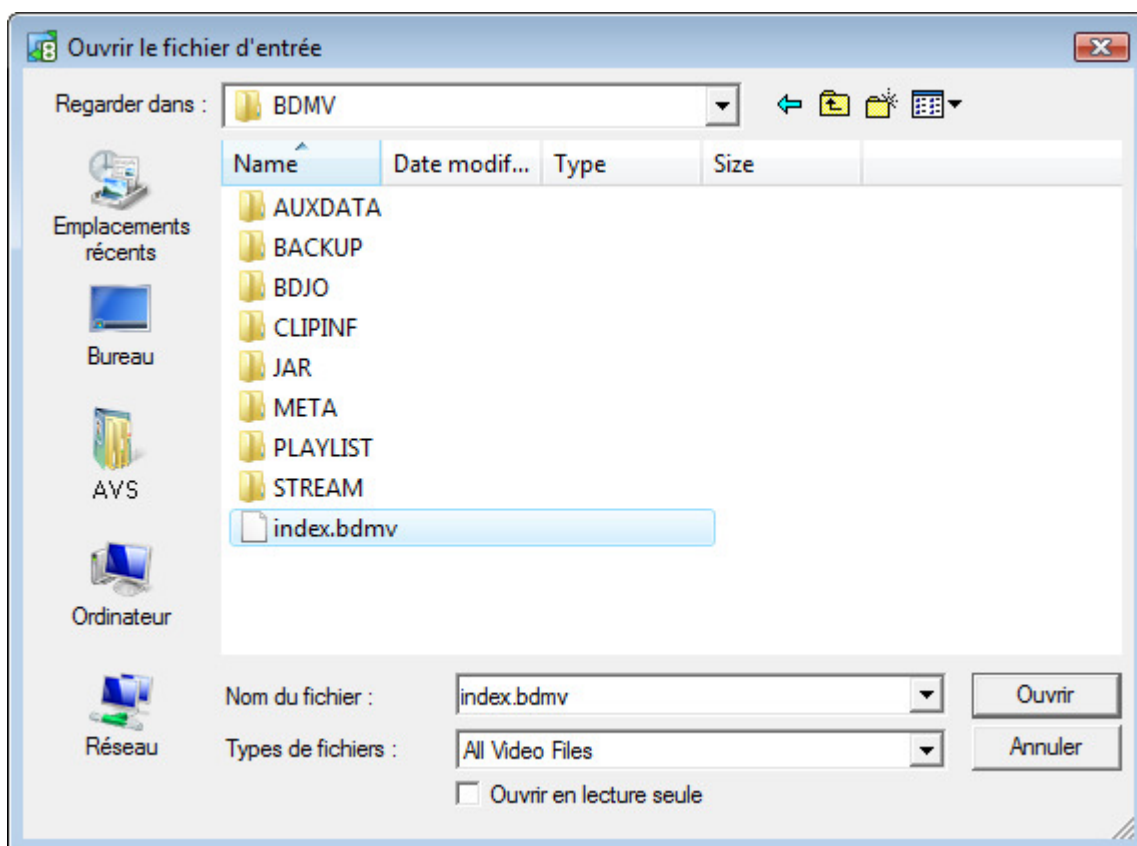 Ouvrir le fichier d'entrée
Regarder dans :
BDMV
Name
Date modif...
Type
Size
Emplacements
récents
Bureau
AVS
Ordinateur
Réseau
AUXDATA
BACKUP
BDJO
CLIPINF
JAR
META
PLAYLIST
STREAM
index.bdmv
Nom du fichier :
index.bdmv
Ouvrir
Types de fichiers :
All Video Files
Annuler
Ouvrir en lecture seule